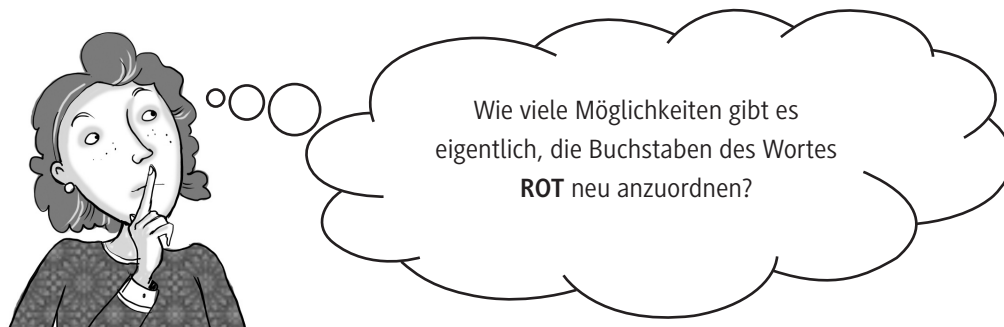 Wie viele Möglichkeiten gibt es
eigentlich, die Buchstaben des Wortes
ROT neu anzuordnen?